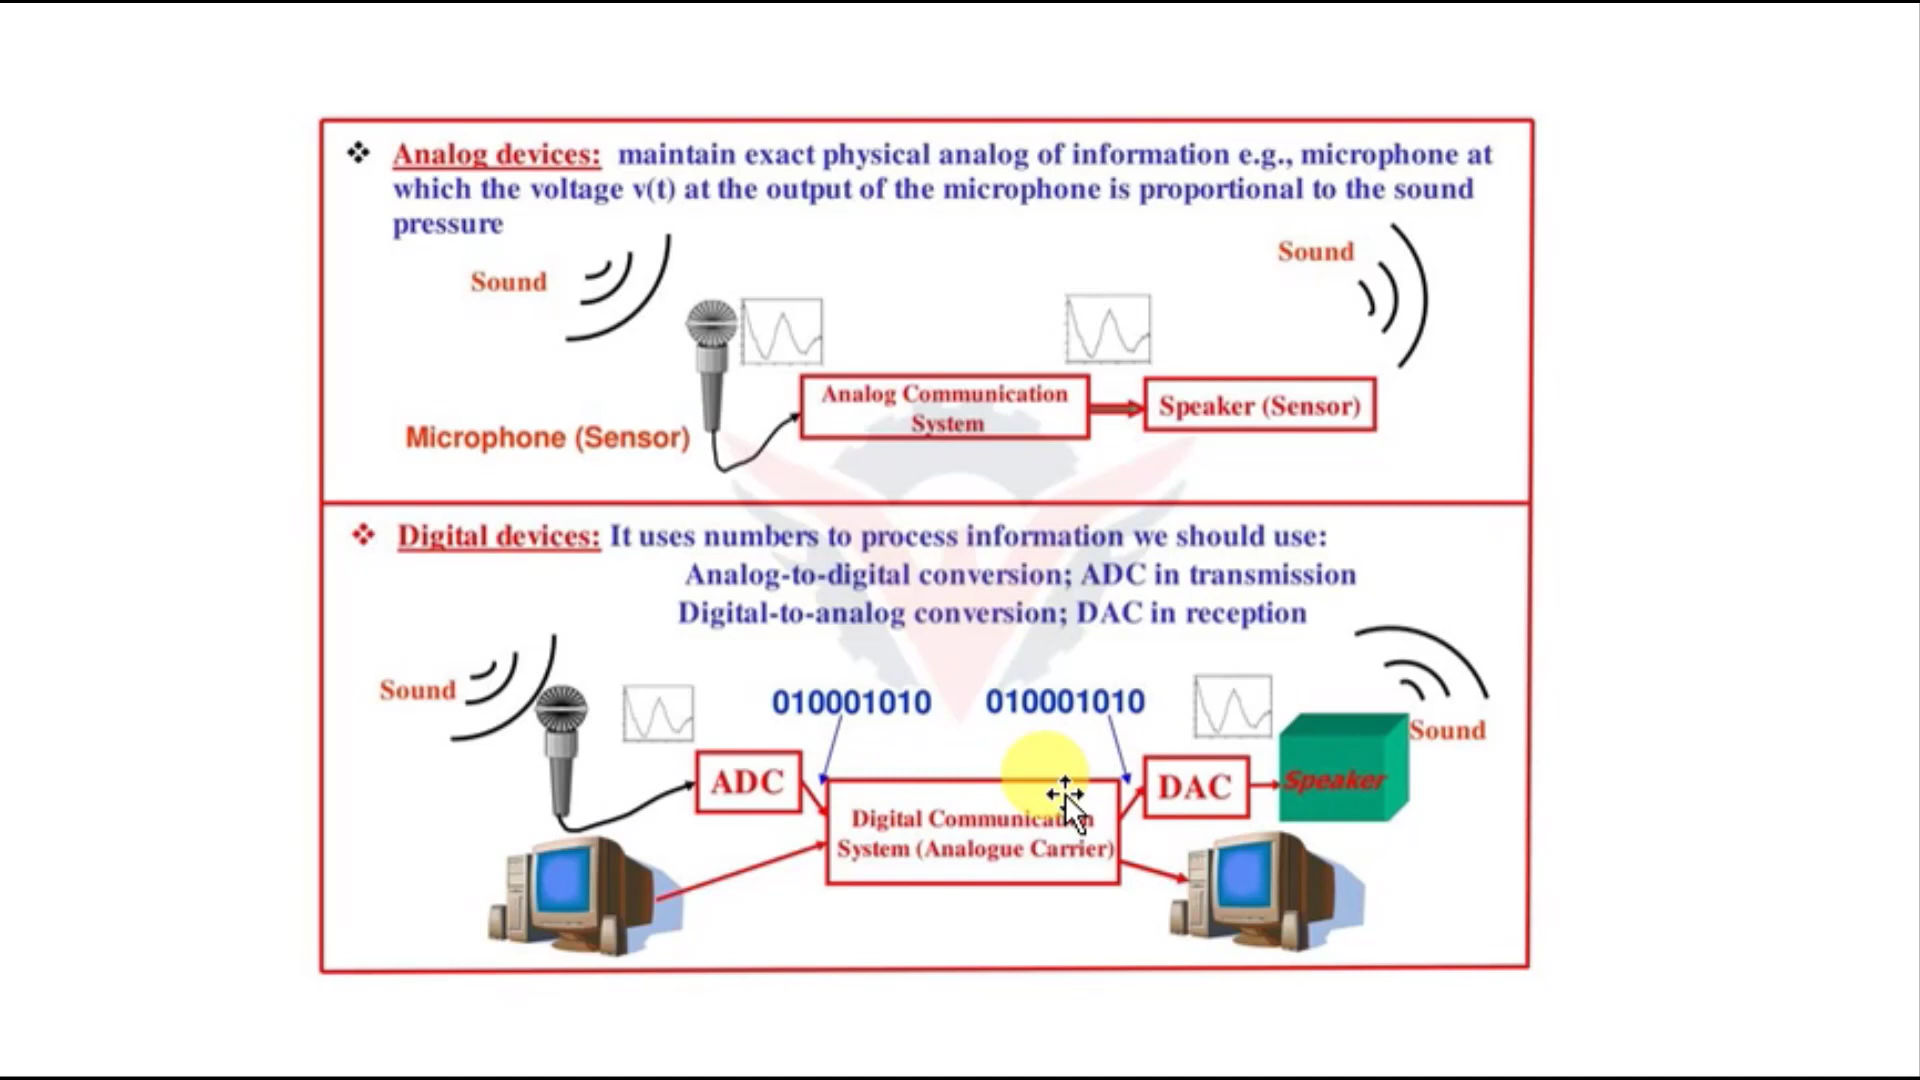 ❖ Analog devices: maintain exact physical analog of information e.g., microphone at
which the voltage v(t) at the output of the microphone is proportional to the sound
pressure
Sound
Sound
Analog Communication
System
Speaker (Sensor)
Microphone (Sensor)
❖ Digital devices: It uses numbers to process information we should use:
Analog-to-digital conversion; ADC in transmission
Digital-to-analog conversion; DAC in reception
Sound
010001010
010001010
Sound
ADC
DAC
Speaker
Digital Communication
System (Analogue Carrier)